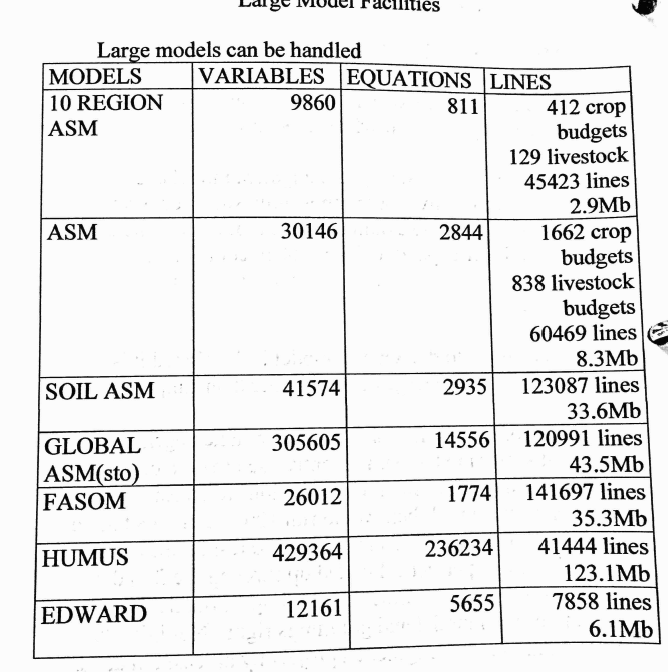 Large Model Facilities
Large models can be handled
MODELS VARIABLES EQUATIONS LINES
10 REGION ASM 9860 811 412 crop budgets
129 livestock
45423 lines
2.9Mb
ASM 30146 2844 1662 crop budgets
838 livestock budgets
60469 lines
8.3Mb
SOIL ASM 41574 2935 123087 lines
33.6Mb
GLOBAL ASM(sto) 305605 14556 120991 lines
43.5Mb
FASOM 26012 1774 141697 lines
35.3Mb
HUMUS 429364 236234 41444 lines
123.1Mb
EDWARD 12161 5655 7858 lines
6.1Mb